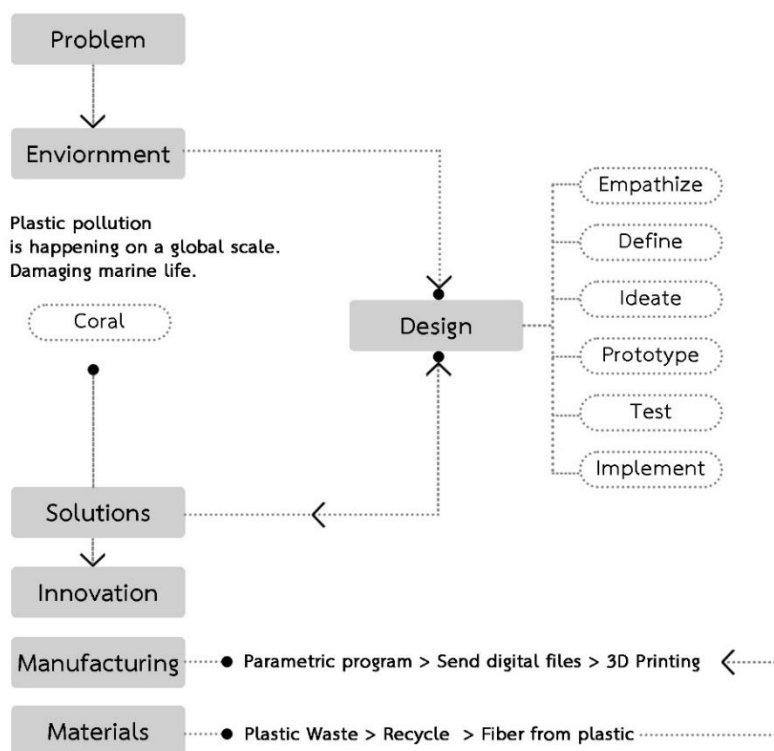 Problem
Enviornment
Plastic pollution
is happening on a global scale.
Damaging marine life.
Coral
Design
Empathize
Define
Ideate
Prototype
Test
Implement
Solutions
Innovation
Manufacturing
Parametric program > Send digital files > 3D Printing
Materials
Plastic Waste > Recycle > Fiber from plastic